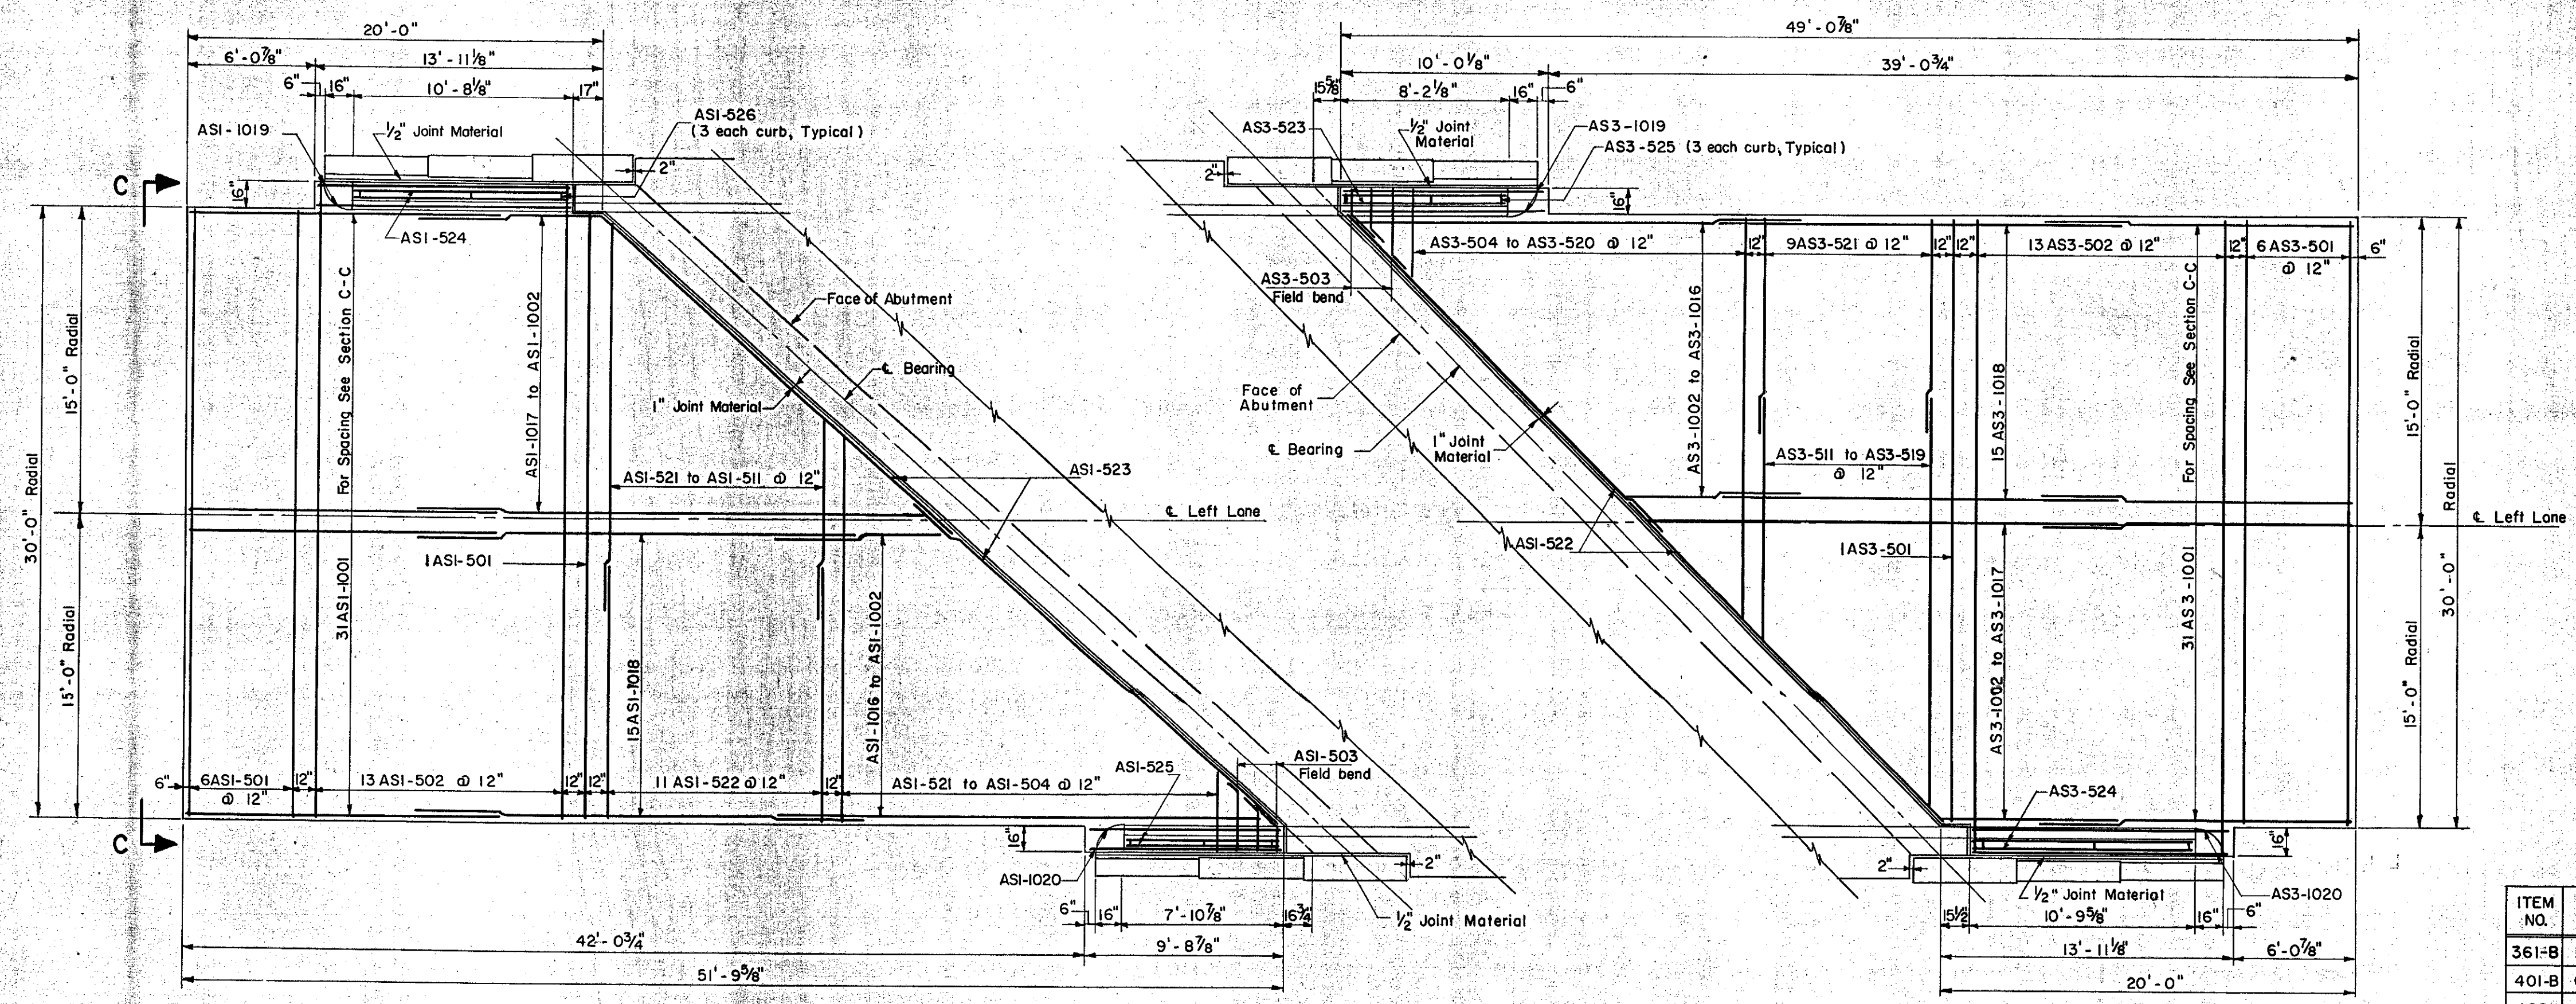 20'-0"
6'-0⅞"
13'-11⅛"
6"
16"
10'-8⅛"
17"
AS1-1019
½" Joint Material
AS1-526
(3 each curb, Typical)
2"
C
16"
AS1-524
30'-0" Radial
15'-0" Radial
15'-0" Radial
For Spacing See Section C-C
31 AS1-1001
AS1-1017 to AS1-1002
Face of Abutment
℄ Bearing
1" Joint Material
AS1-521 to AS1-511 @ 12"
AS1-523
℄ Left Lane
1 AS1-501
15 AS1-1018
AS1-1016 to AS1-1002
6"
6 AS1-501
@ 12"
12"
13 AS1-502 @ 12"
12"
12"
11 AS1-522 @ 12"
12"
AS1-521 to AS1-504 @ 12"
AS1-525
AS1-503
Field bend
C
16"
AS1-1020
2"
6"
16"
7'-10⅞"
16¾"
½" Joint Material
42'-0¾"
9'-8⅞"
51'-9⅝"
49'-0⅞"
10'-0⅛"
39'-0¾"
15⅝"
8'-2⅛"
16"
6"
AS3-523
½" Joint
Material
AS3-1019
AS3-525 (3 each curb, Typical)
2"
16"
AS3-504 to AS3-520 @ 12"
12"
9 AS3-521 @ 12"
12"
12"
13 AS3-502 @ 12"
12"
6 AS3-501
@ 12"
6"
AS3-503
Field bend
AS3-1002 to AS3-1016
15 AS3-1018
For Spacing See Section C-C
31 AS3-1001
Face of
Abutment
℄ Bearing
1" Joint
Material
AS3-511 to AS3-519
@ 12"
AS1-522
1 AS3-501
AS3-1002 to AS3-1017
15'-0" Radial
15'-0" Radial
30'-0" Radial
℄ Left Lane
AS3-524
16"
2"
½" Joint Material
AS3-1020
15½"
10'-9⅝"
16"
6"
13'-11⅛"
6'-0⅞"
20'-0"
ITEM
NO.
361-B
401-B